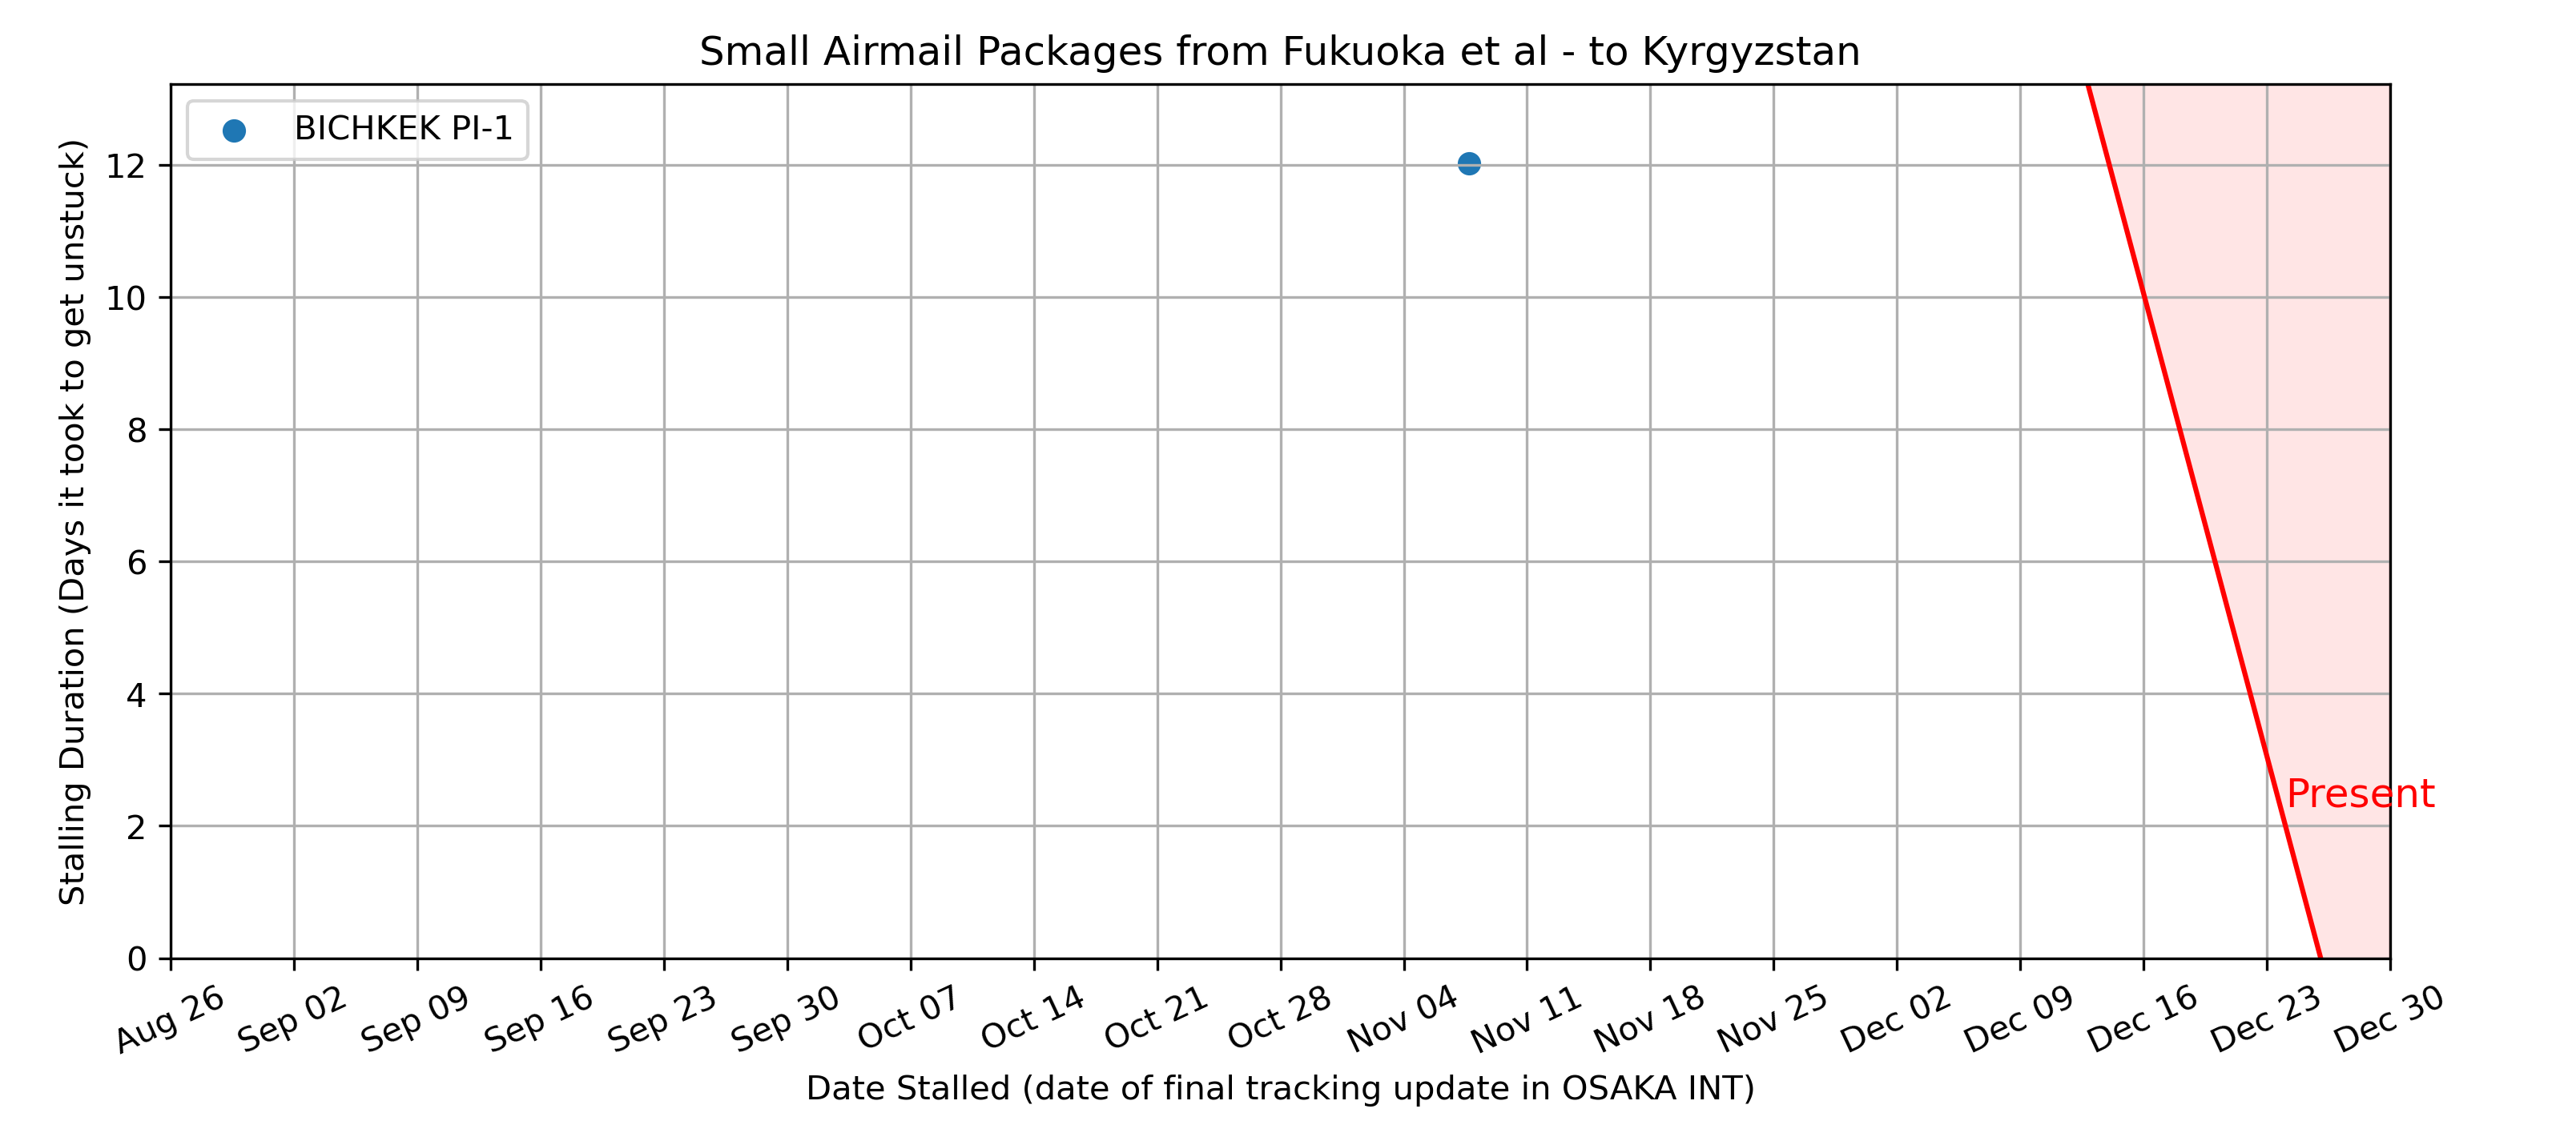 Small Airmail Packages from Fukuoka et al - to Kyrgyzstan
BICHKEK PI-1
Stalling Duration (Days it took to get unstuck)
12
10
8
6
4
2
0
Present
Aug 26
Sep 02
Sep 09
Sep 16
Sep 23
Sep 30
Oct 07
Oct 14
Oct 21
Oct 28
Nov 04
Nov 11
Nov 18
Nov 25
Dec 02
Dec 09
Dec 16
Dec 23
Dec 30
Date Stalled (date of final tracking update in OSAKA INT)